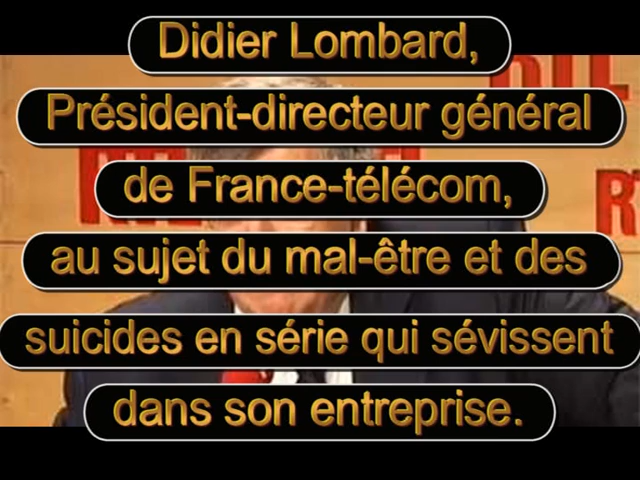 Didier Lombard,
Président-directeur général
de France-télécom,
au sujet du mal-être et des
suicides en série qui sévissent
dans son entreprise.